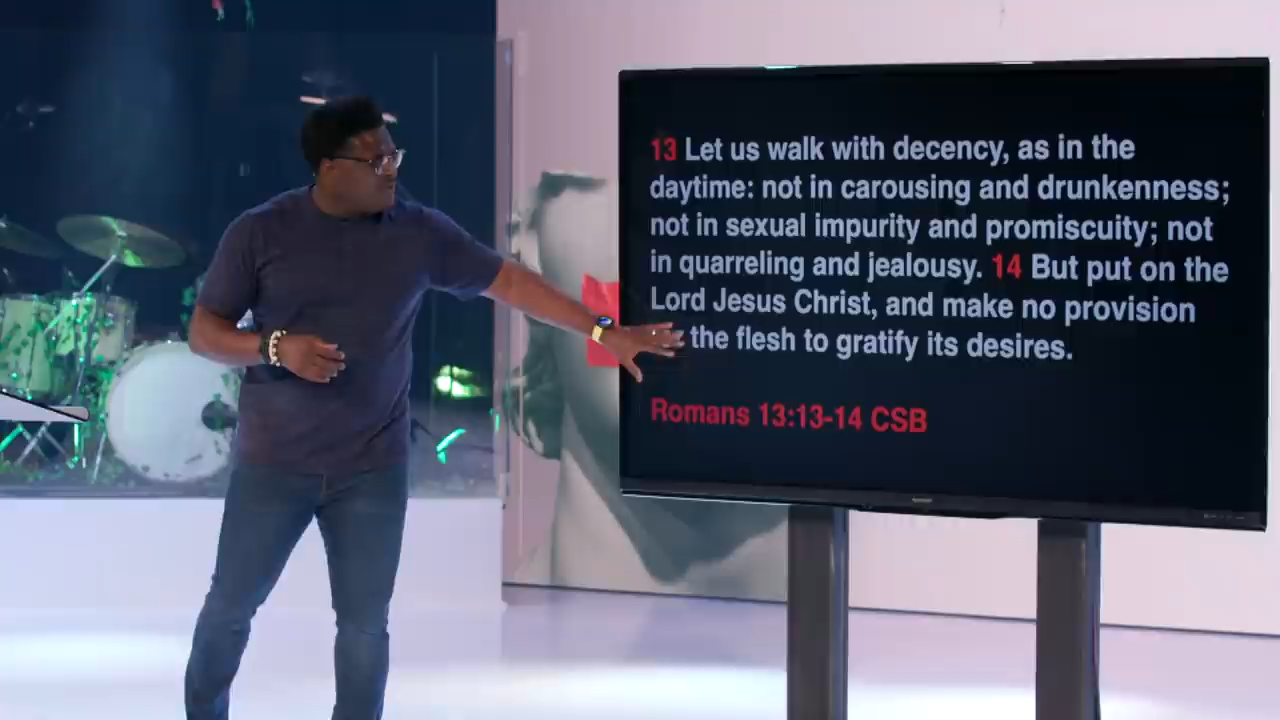 13 Let us walk with decency, as in the
daytime: not in carousing and drunkenness;
not in sexual impurity and promiscuity; not
in quarreling and jealousy. 14 But put on the
Lord Jesus Christ, and make no provision
the flesh to gratify its desires.
Romans 13:13-14 CSB